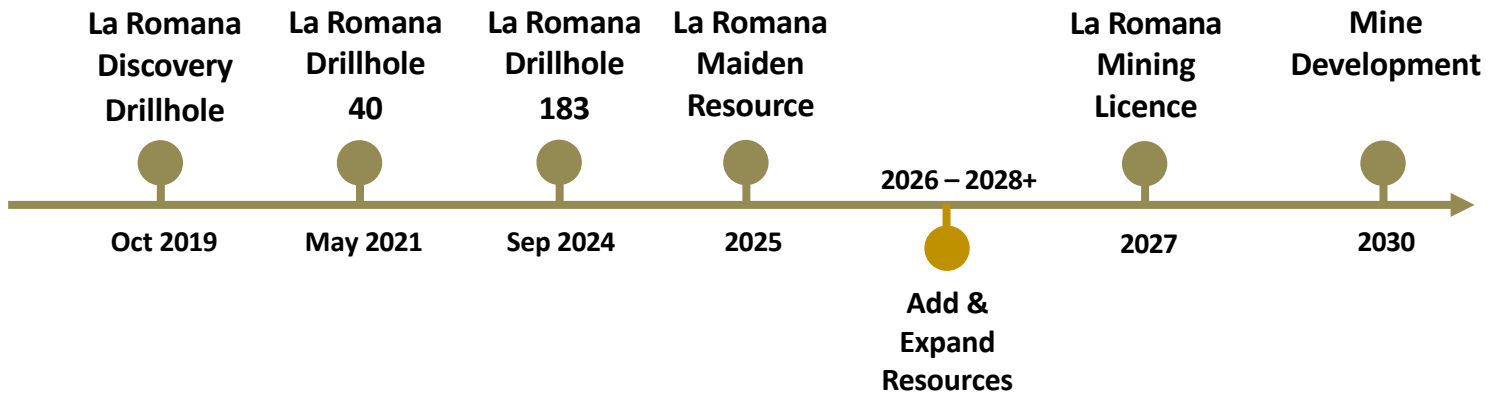 La Romana
Discovery
Drillhole
La Romana
Drillhole
40
La Romana
Drillhole
183
La Romana
Maiden
Resource
La Romana
Mining
Licence
Mine
Development
2026 – 2028+
Oct 2019
May 2021
Sep 2024
2025
2027
2030
Add &
Expand
Resources